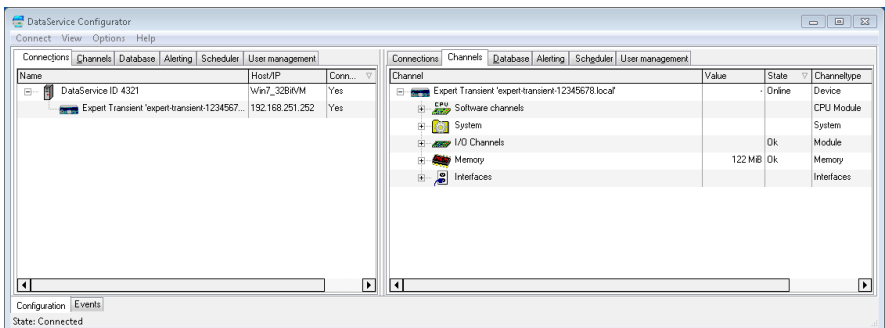 DataService Configurator
Connect View Options Help
Connections Channels Database Alerting Scheduler User management
Name Host/IP Conn...
DataService ID 4321 Win7_32BitVM Yes
Expert Transient 'expert-transient-1234567... 192.168.251.252 Yes
Connections Channels Database Alerting Scheduler User management
Channel Value State Channeltype
Expert Transient 'expert-transient-12345678.local' - Online Device
CPU Software channels CPU Module
System System
I/O Channels Ok Module
Memory 122 MiB Ok Memory
Interfaces Interfaces
Configuration Events
State: Connected